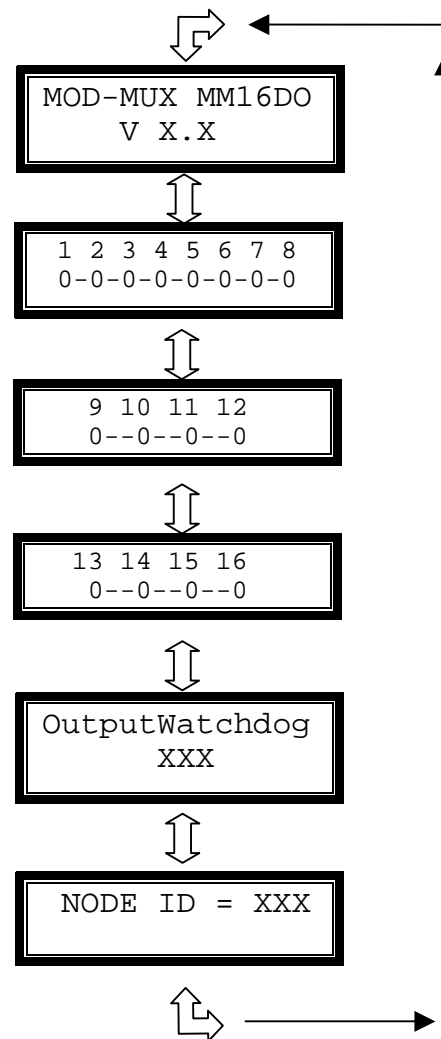 MOD-MUX MM16DO
V X.X
1 2 3 4 5 6 7 8
0-0-0-0-0-0-0-0
9 10 11 12
0--0--0--0
13 14 15 16
0--0--0--0
OutputWatchdog
XXX
NODE ID = XXX